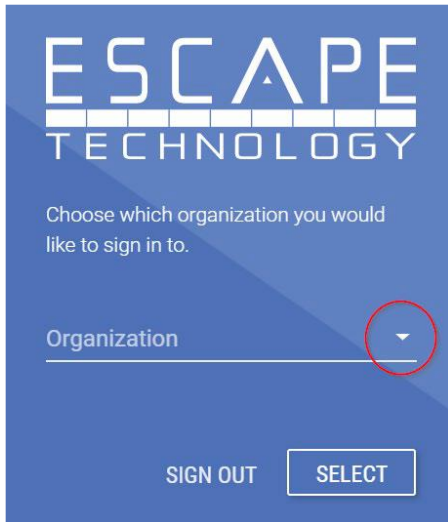 ESCAPE
TECHNOLOGY
Choose which organization you would
like to sign in to.
Organization
SIGN OUT SELECT